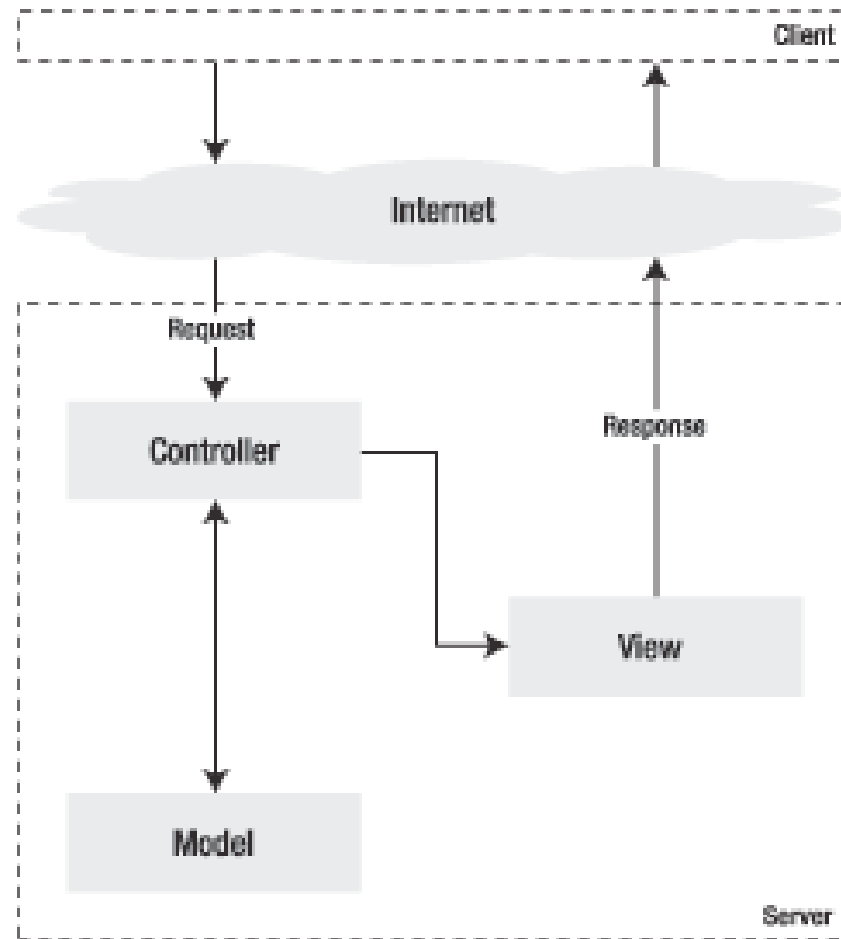 Client
Internet
Request
Controller
Response
View
Model
Server